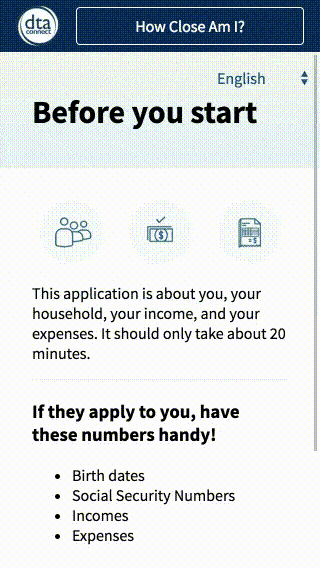 dta
connect
How Close Am I?
English
Before you start
This application is about you, your
household, your income, and your
expenses. It should only take about 20
minutes.
If they apply to you, have
these numbers handy!
• Birth dates
• Social Security Numbers
• Incomes
• Expenses